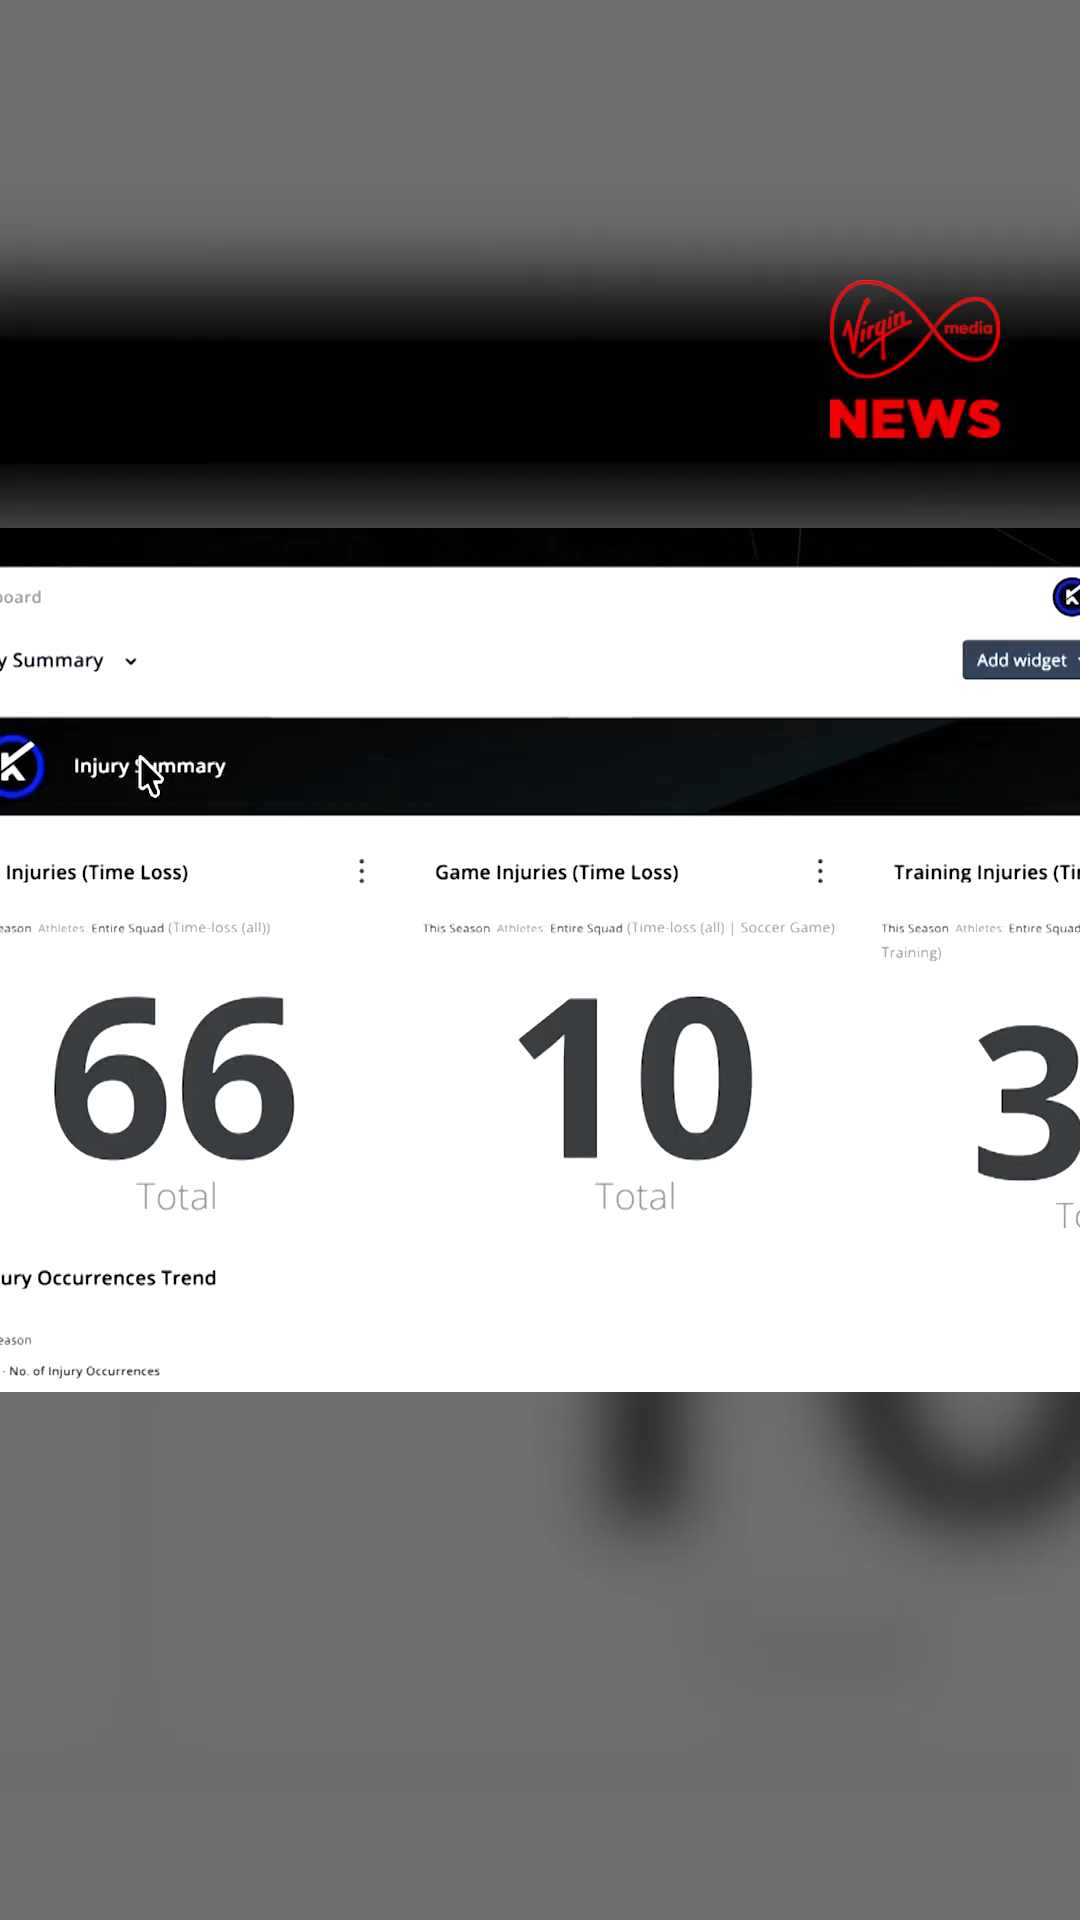 Virgin media
NEWS
board
y Summary
Add widget
Injury Summary
Injuries (Time Loss)
Game Injuries (Time Loss)
Training Injuries (Ti
eason Athletes: Entire Squad (Time-loss (all))
This Season Athletes: Entire Squad (Time-loss (all) | Soccer Game)
This Season Athletes: Entire Squad
Training)
66
10
3
Total
Total
To
ury Occurrences Trend
eason
- No. of Injury Occurrences